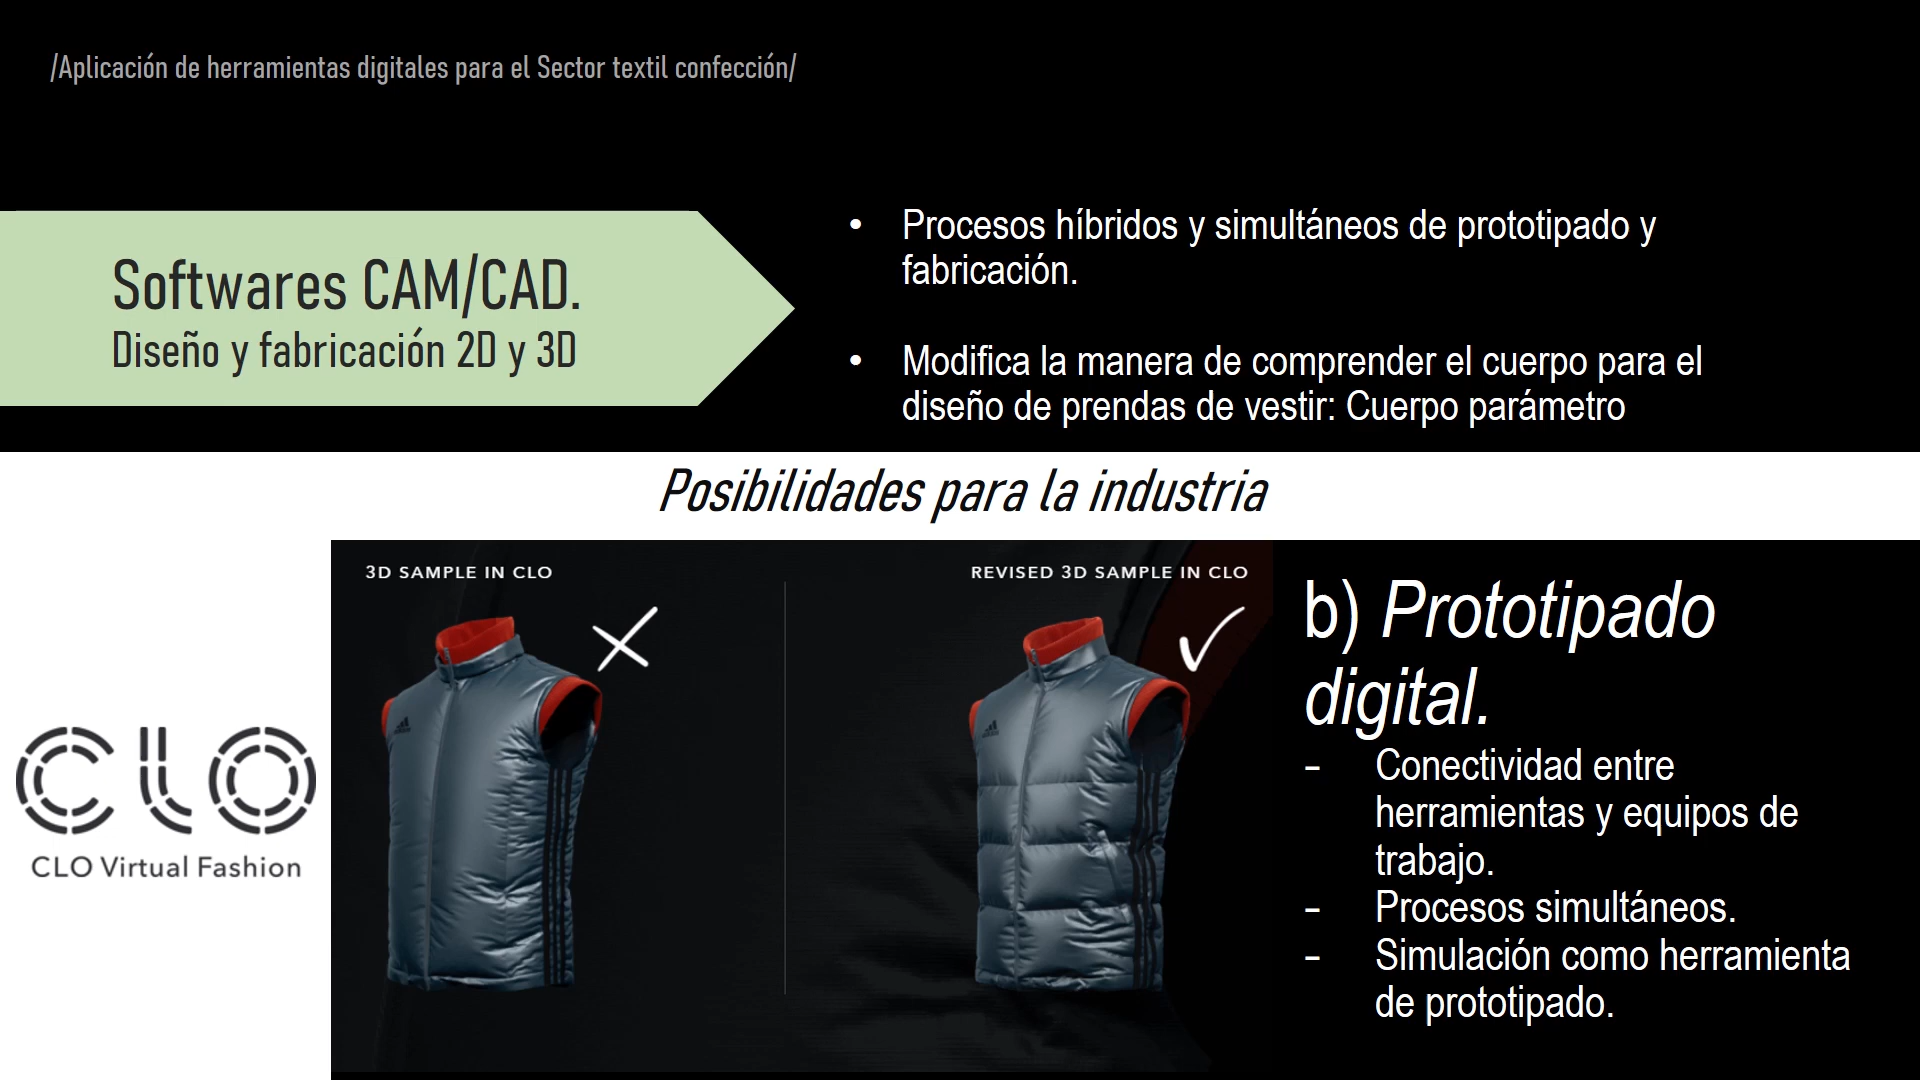 /Aplicación de herramientas digitales para el Sector textil confección/
Softwares CAM/CAD.
Diseño y fabricación 2D y 3D
• Procesos híbridos y simultáneos de prototipado y
fabricación.
• Modifica la manera de comprender el cuerpo para el
diseño de prendas de vestir: Cuerpo parámetro
Posibilidades para la industria
CLO
CLO Virtual Fashion
3D SAMPLE IN CLO
REVISED 3D SAMPLE IN CLO
b) Prototipado
digital.
- Conectividad entre
herramientas y equipos de
trabajo.
- Procesos simultáneos.
- Simulación como herramienta
de prototipado.